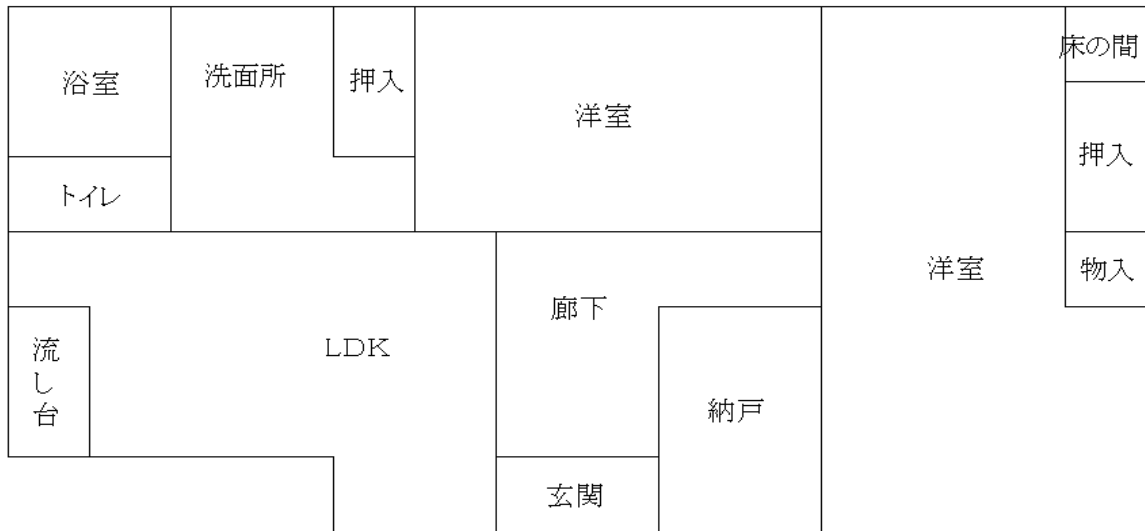 浴室
洗面所
押入
洋室
床の間
押入
トイレ
洋室
物入
廊下
LDK
流し台
納戸
玄関